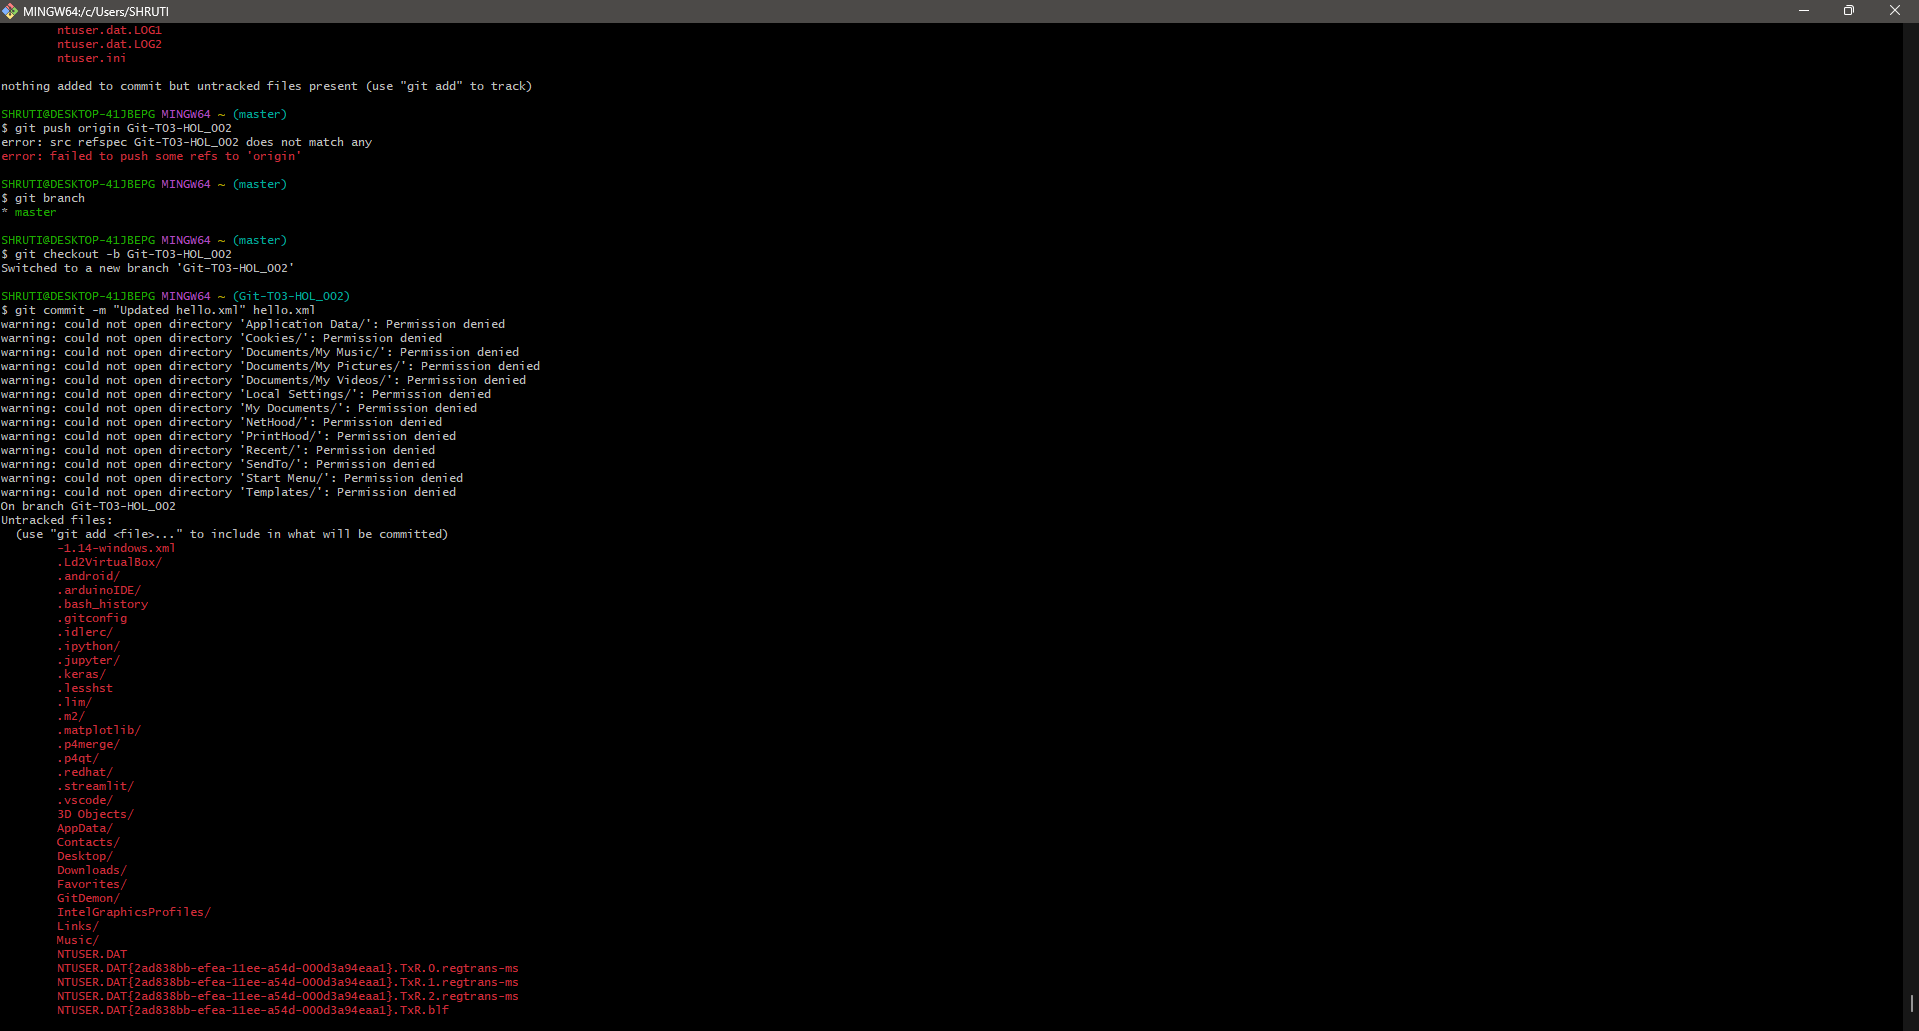 MINGW64:/c/Users/SHRUTI
ntuser.dat.LOG1
ntuser.dat.LOG2
ntuser.ini
nothing added to commit but untracked files present (use "git add" to track)
SHRUTI@DESKTOP-41JBEPG MINGW64 ~ (master)
$ git push origin Git-T03-HOL_002
error: src refspec Git-T03-HOL_002 does not match any
error: failed to push some refs to 'origin'
SHRUTI@DESKTOP-41JBEPG MINGW64 ~ (master)
$ git branch
* master
SHRUTI@DESKTOP-41JBEPG MINGW64 ~ (master)
$ git checkout -b Git-T03-HOL_002
Switched to a new branch 'Git-T03-HOL_002'
SHRUTI@DESKTOP-41JBEPG MINGW64 ~ (Git-T03-HOL_002)
$ git commit -m "Updated hello.xml" hello.xml
warning: could not open directory 'Application Data/': Permission denied
warning: could not open directory 'Cookies/': Permission denied
warning: could not open directory 'Documents/My Music/': Permission denied
warning: could not open directory 'Documents/My Pictures/': Permission denied
warning: could not open directory 'Documents/My Videos/': Permission denied
warning: could not open directory 'Local Settings/': Permission denied
warning: could not open directory 'My Documents/': Permission denied
warning: could not open directory 'NetHood/': Permission denied
warning: could not open directory 'PrintHood/': Permission denied
warning: could not open directory 'Recent/': Permission denied
warning: could not open directory 'SendTo/': Permission denied
warning: could not open directory 'Start Menu/': Permission denied
warning: could not open directory 'Templates/': Permission denied
On branch Git-T03-HOL_002
Untracked files:
(use "git add <file>..." to include in what will be committed)
-1.14-windows.xml
.Ld2VirtualBox/
.android/
.arduinoIDE/
.bash_history
.gitconfig
.idlerc/
.ipython/
.jupyter/
.keras/
.lesshst
.lim/
.m2/
.matplotlib/
.p4merge/
.p4qt/
.redhat/
.streamlit/
.vscode/
3D Objects/
AppData/
Contacts/
Desktop/
Downloads/
Favorites/
GitDemon/
IntelGraphicsProfiles/
Links/
Music/
NTUSER.DAT
NTUSER.DAT{2ad838bb-efea-11ee-a54d-000d3a94eaa1}.TxR.0.regtrans-ms
NTUSER.DAT{2ad838bb-efea-11ee-a54d-000d3a94eaa1}.TxR.1.regtrans-ms
NTUSER.DAT{2ad838bb-efea-11ee-a54d-000d3a94eaa1}.TxR.2.regtrans-ms
NTUSER.DAT{2ad838bb-efea-11ee-a54d-000d3a94eaa1}.TxR.blf